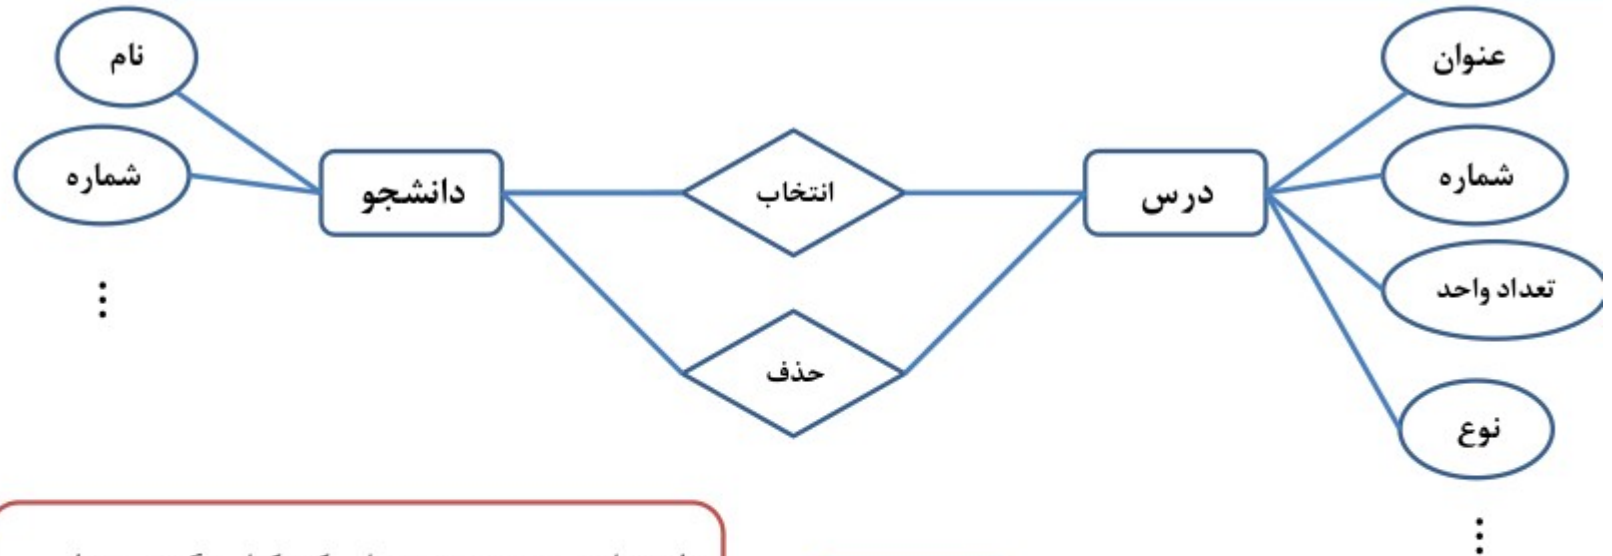 عنوان
نام
شماره
شماره
درس
انتخاب
دانشجو
تعداد واحد
حذف
نوع